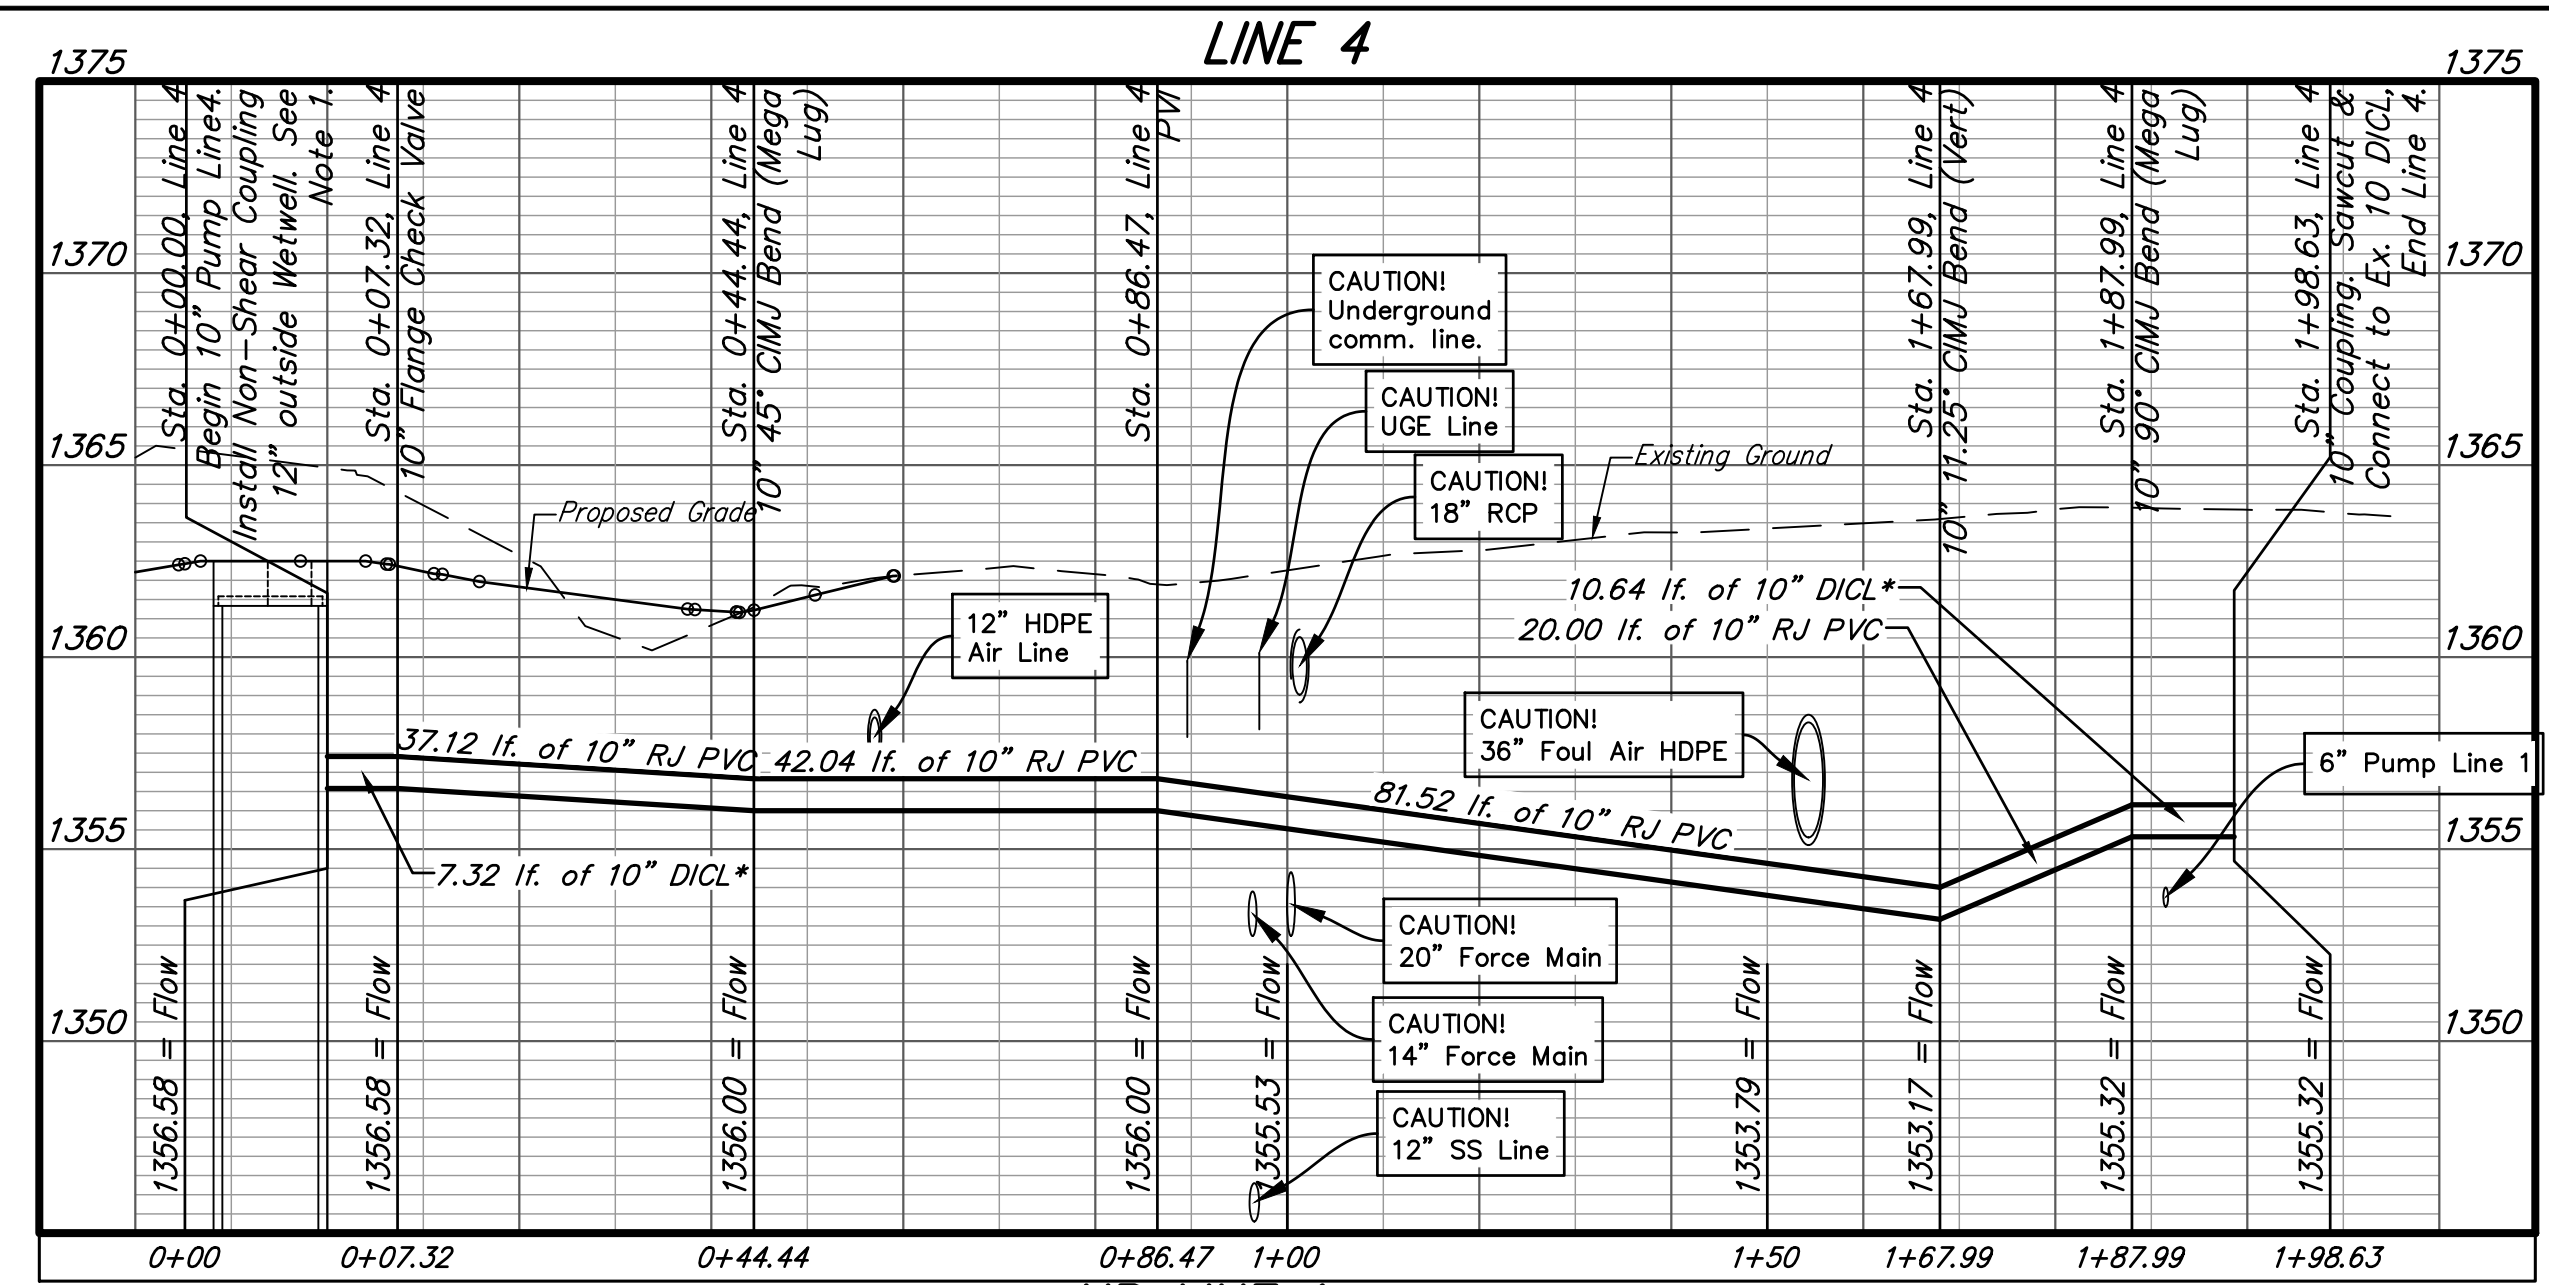 LINE 4
1375
1375
Sta. 0+00.00, Line 4
Begin 10" Pump Line4.
Install Non-Shear Coupling
12" outside Wetwell. See
Note 1.
Sta. 0+07.32, Line 4
10" Flange Check Valve
Sta. 0+44.44, Line 4
10" 45° CIMJ Bend (Mega
Lug)
Sta. 0+86.47, Line 4
PVI
Sta. 1+67.99, Line 4
10" 11.25° CIMJ Bend (Vert)
Sta. 1+87.99, Line 4
10" 90° CIMJ Bend (Mega
Lug)
Sta. 1+98.63, Line 4
10" Coupling. Sawcut &
Connect to Ex. 10 DICL,
End Line 4.
1370
1370
CAUTION!
Underground
comm. line.
CAUTION!
UGE Line
1365
1365
Existing Ground
CAUTION!
18" RCP
Proposed Grade
10.64 lf. of 10" DICL*
20.00 lf. of 10" RJ PVC
1360
1360
12" HDPE
Air Line
CAUTION!
36" Foul Air HDPE
37.12 lf. of 10" RJ PVC
42.04 lf. of 10" RJ PVC
6" Pump Line 1
81.52 lf. of 10" RJ PVC
1355
1355
7.32 lf. of 10" DICL*
CAUTION!
20" Force Main
1350
1350
CAUTION!
14" Force Main
CAUTION!
12" SS Line
1356.58 = Flow
1356.58 = Flow
1356.00 = Flow
1356.00 = Flow
1355.53 = Flow
1353.79 = Flow
1353.17 = Flow
1355.32 = Flow
1355.32 = Flow
0+00
0+07.32
0+44.44
0+86.47
1+00
1+50
1+67.99
1+87.99
1+98.63